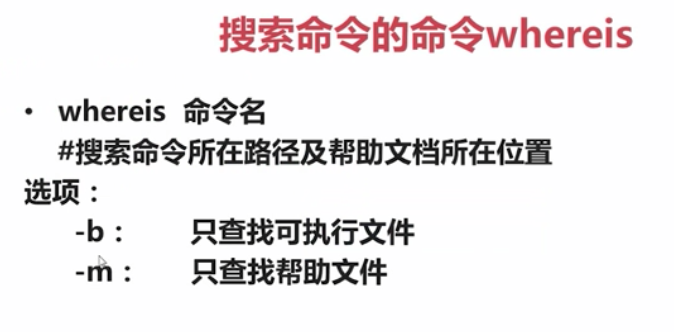 搜索命令的命令whereis
• whereis 命令名
#搜索命令所在路径及帮助文档所在位置
选项：
-b： 只查找可执行文件
-m： 只查找帮助文件